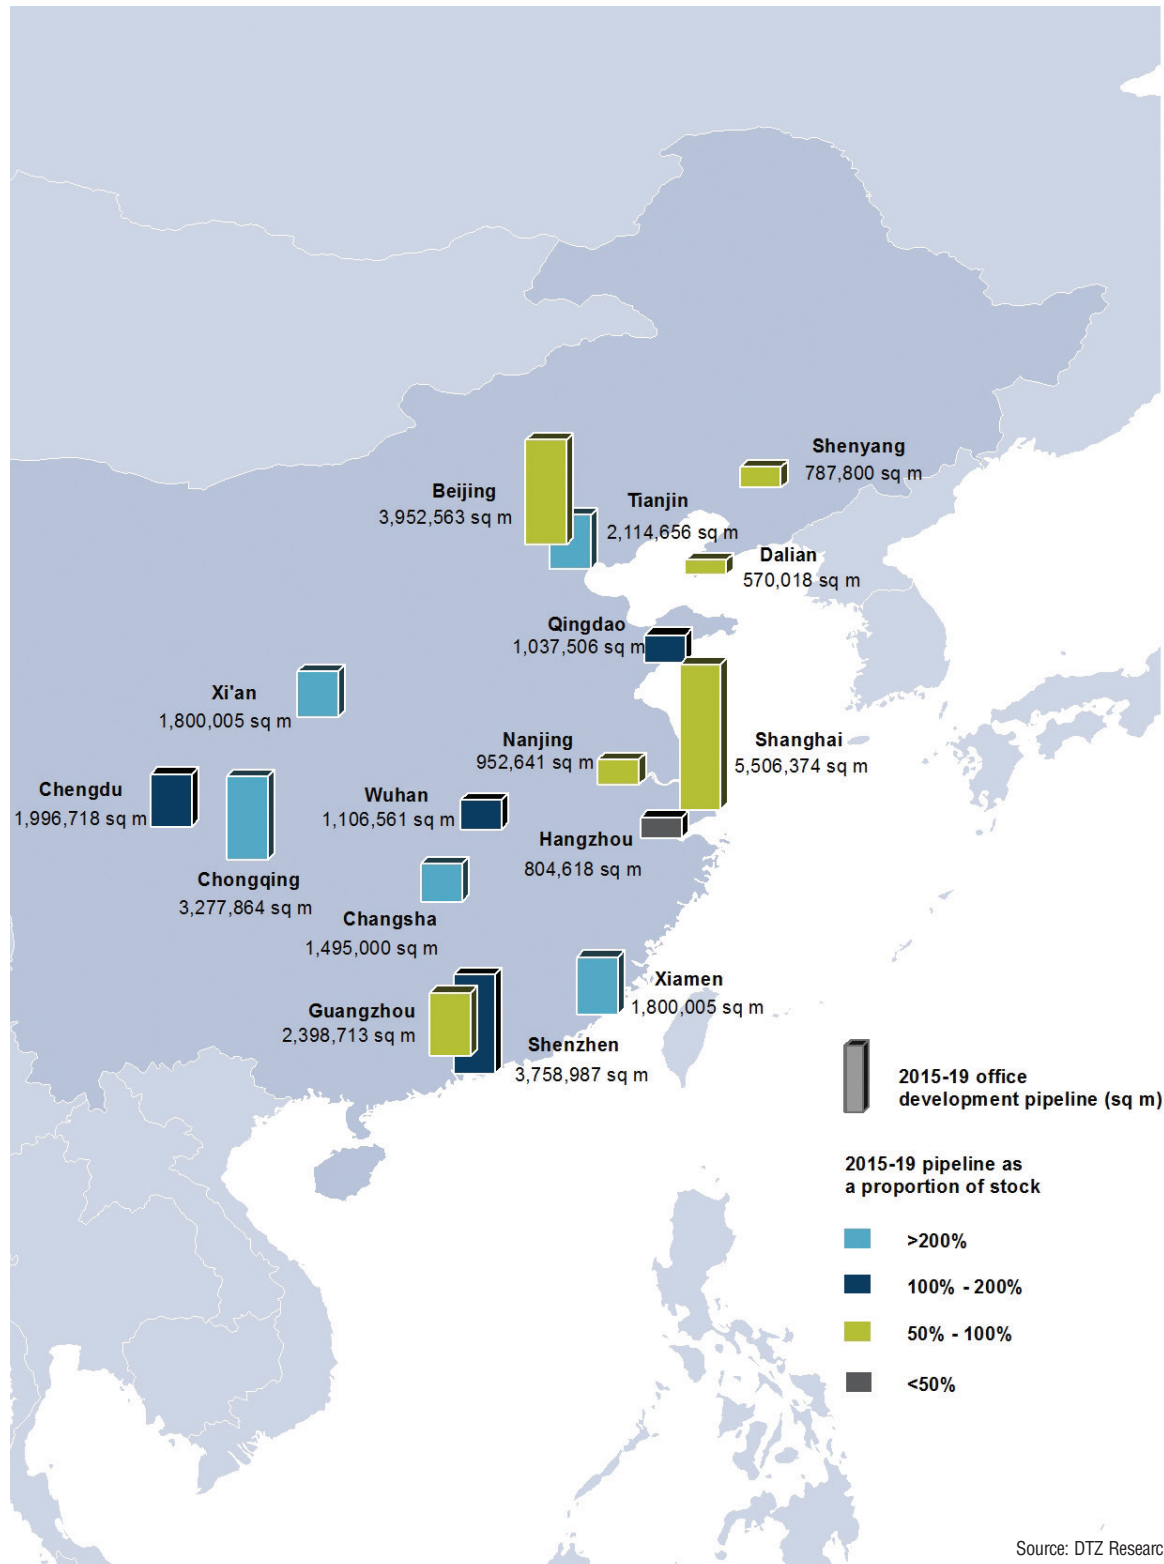 Shenyang
787,800 sq m
Beijing
3,952,563 sq m
Tianjin
2,114,656 sq m
Dalian
570,018 sq m
Qingdao
1,037,506 sq m
Xi'an
1,800,005 sq m
Nanjing
952,641 sq m
Shanghai
5,506,374 sq m
Chengdu
1,996,718 sq m
Wuhan
1,106,561 sq m
Hangzhou
804,618 sq m
Chongqing
3,277,864 sq m
Changsha
1,495,000 sq m
Xiamen
1,800,005 sq m
Guangzhou
2,398,713 sq m
Shenzhen
3,758,987 sq m
2015-19 office
development pipeline (sq m)
2015-19 pipeline as
a proportion of stock
>200%
100% - 200%
50% - 100%
<50%
Source: DTZ Researc